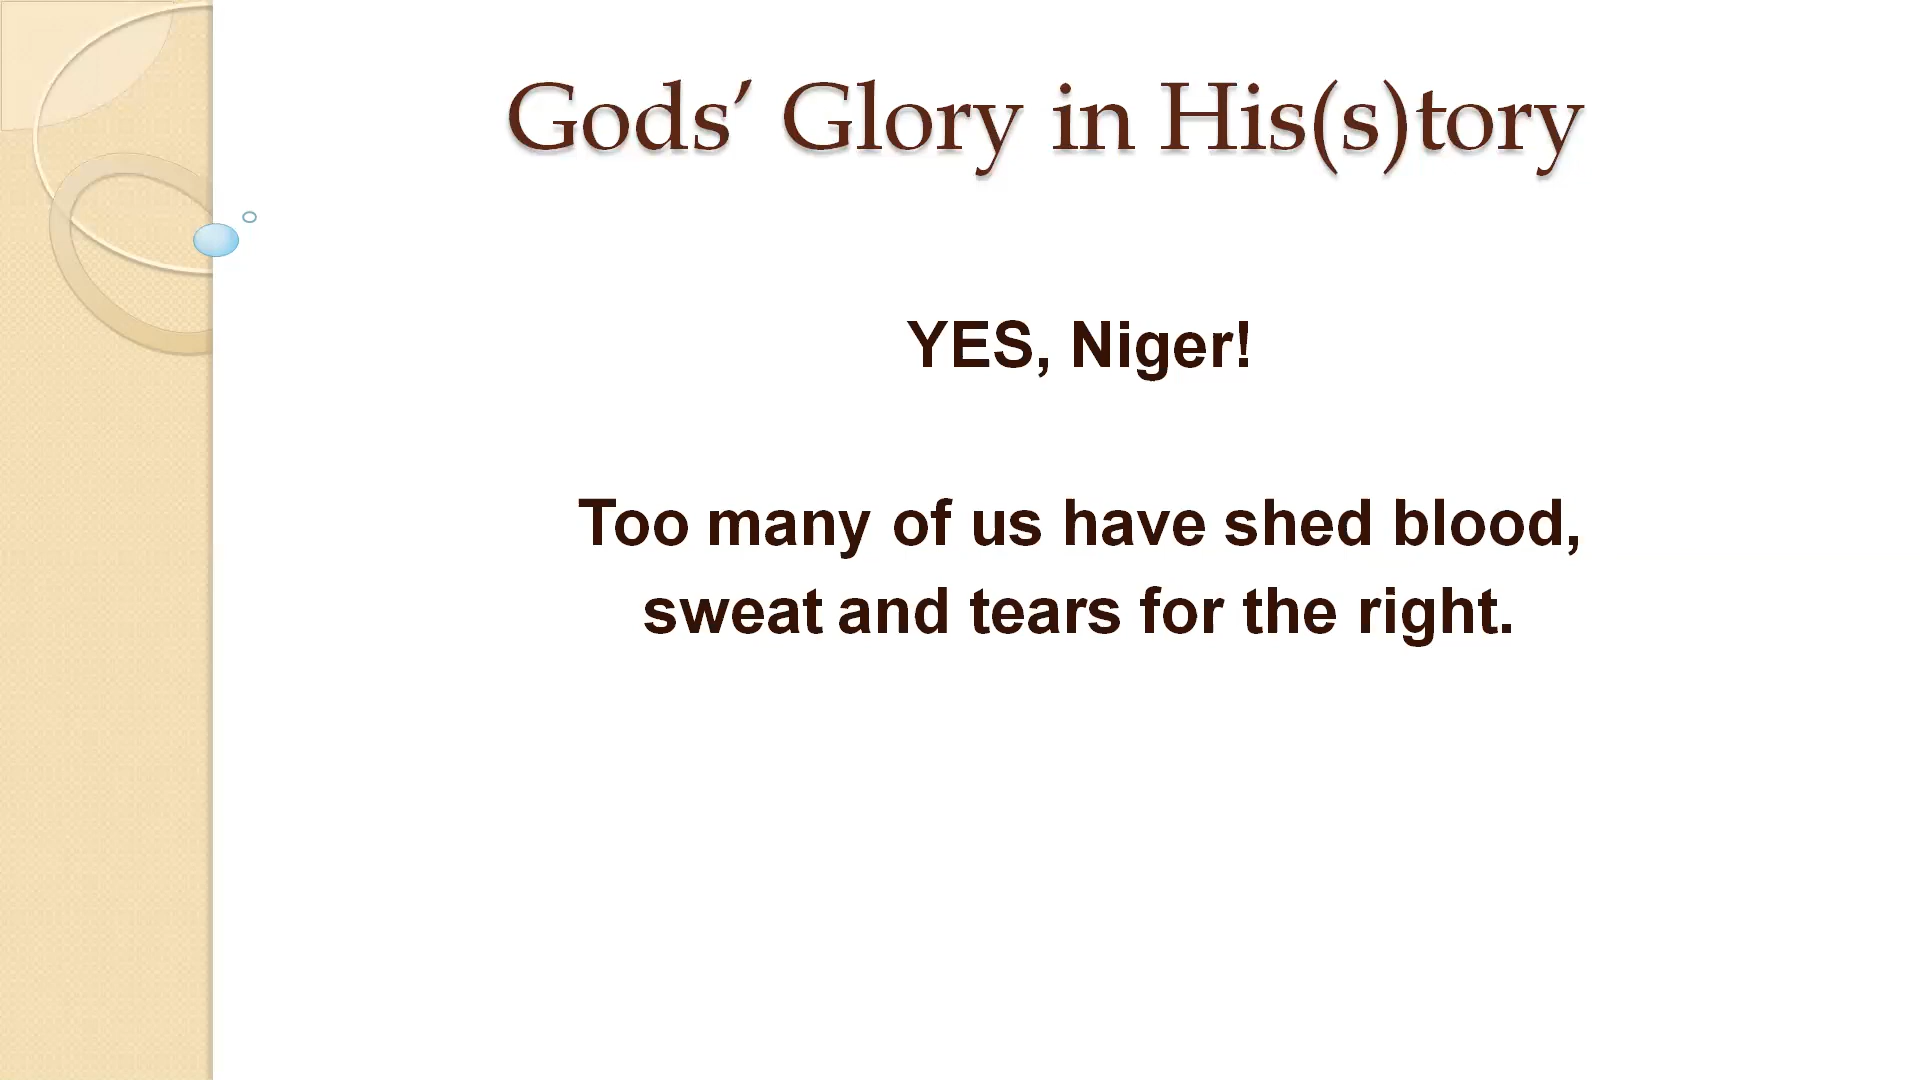 Gods’ Glory in His(s)tory
YES, Niger!
Too many of us have shed blood,
sweat and tears for the right.